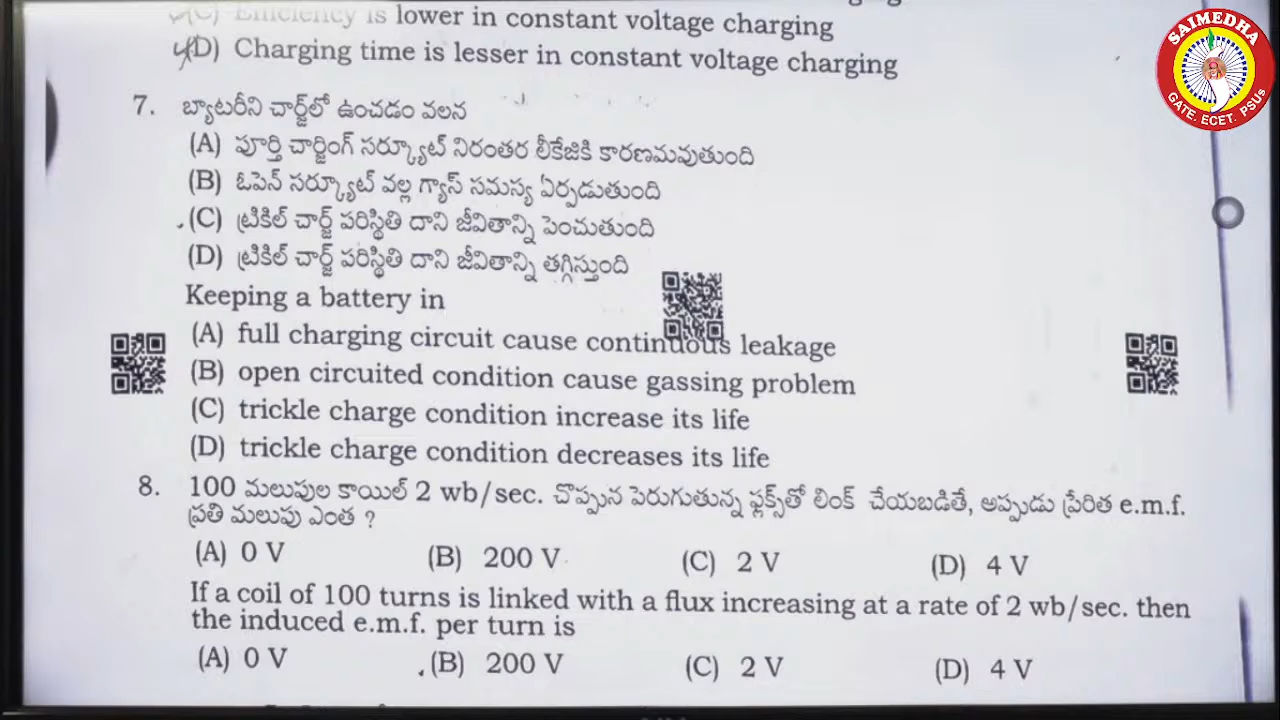 (C) Efficiency is lower in constant voltage charging
(D) Charging time is lesser in constant voltage charging
7. బ్యాటరీని చార్జ్‌లో ఉంచడం వలన
(A) పూర్తి చార్జింగ్ సర్క్యూట్ నిరంతర లీకేజికి కారణమవుతుంది
(B) ఓపెన్ సర్క్యూట్ వల్ల గ్యాస్ సమస్య ఏర్పడుతుంది
(C) ట్రికిల్ చార్జ్ పరిస్థితి దాని జీవితాన్ని పెంచుతుంది
(D) ట్రికిల్ చార్జ్ పరిస్థితి దాని జీవితాన్ని తగ్గిస్తుంది
Keeping a battery in
(A) full charging circuit cause continuous leakage
(B) open circuited condition cause gassing problem
(C) trickle charge condition increase its life
(D) trickle charge condition decreases its life
8. 100 మలుపుల కాయిల్ 2 wb/sec. చొప్పున పెరుగుతున్న ఫ్లక్స్‌తో లింక్ చేయబడితే, అప్పుడు ప్రేరిత e.m.f.
ప్రతి మలుపు ఎంత ?
(A) 0 V (B) 200 V (C) 2 V (D) 4 V
If a coil of 100 turns is linked with a flux increasing at a rate of 2 wb/sec. then
the induced e.m.f. per turn is
(A) 0 V (B) 200 V (C) 2 V (D) 4 V
SAIMEDHA
GATE. ECET. PSUs